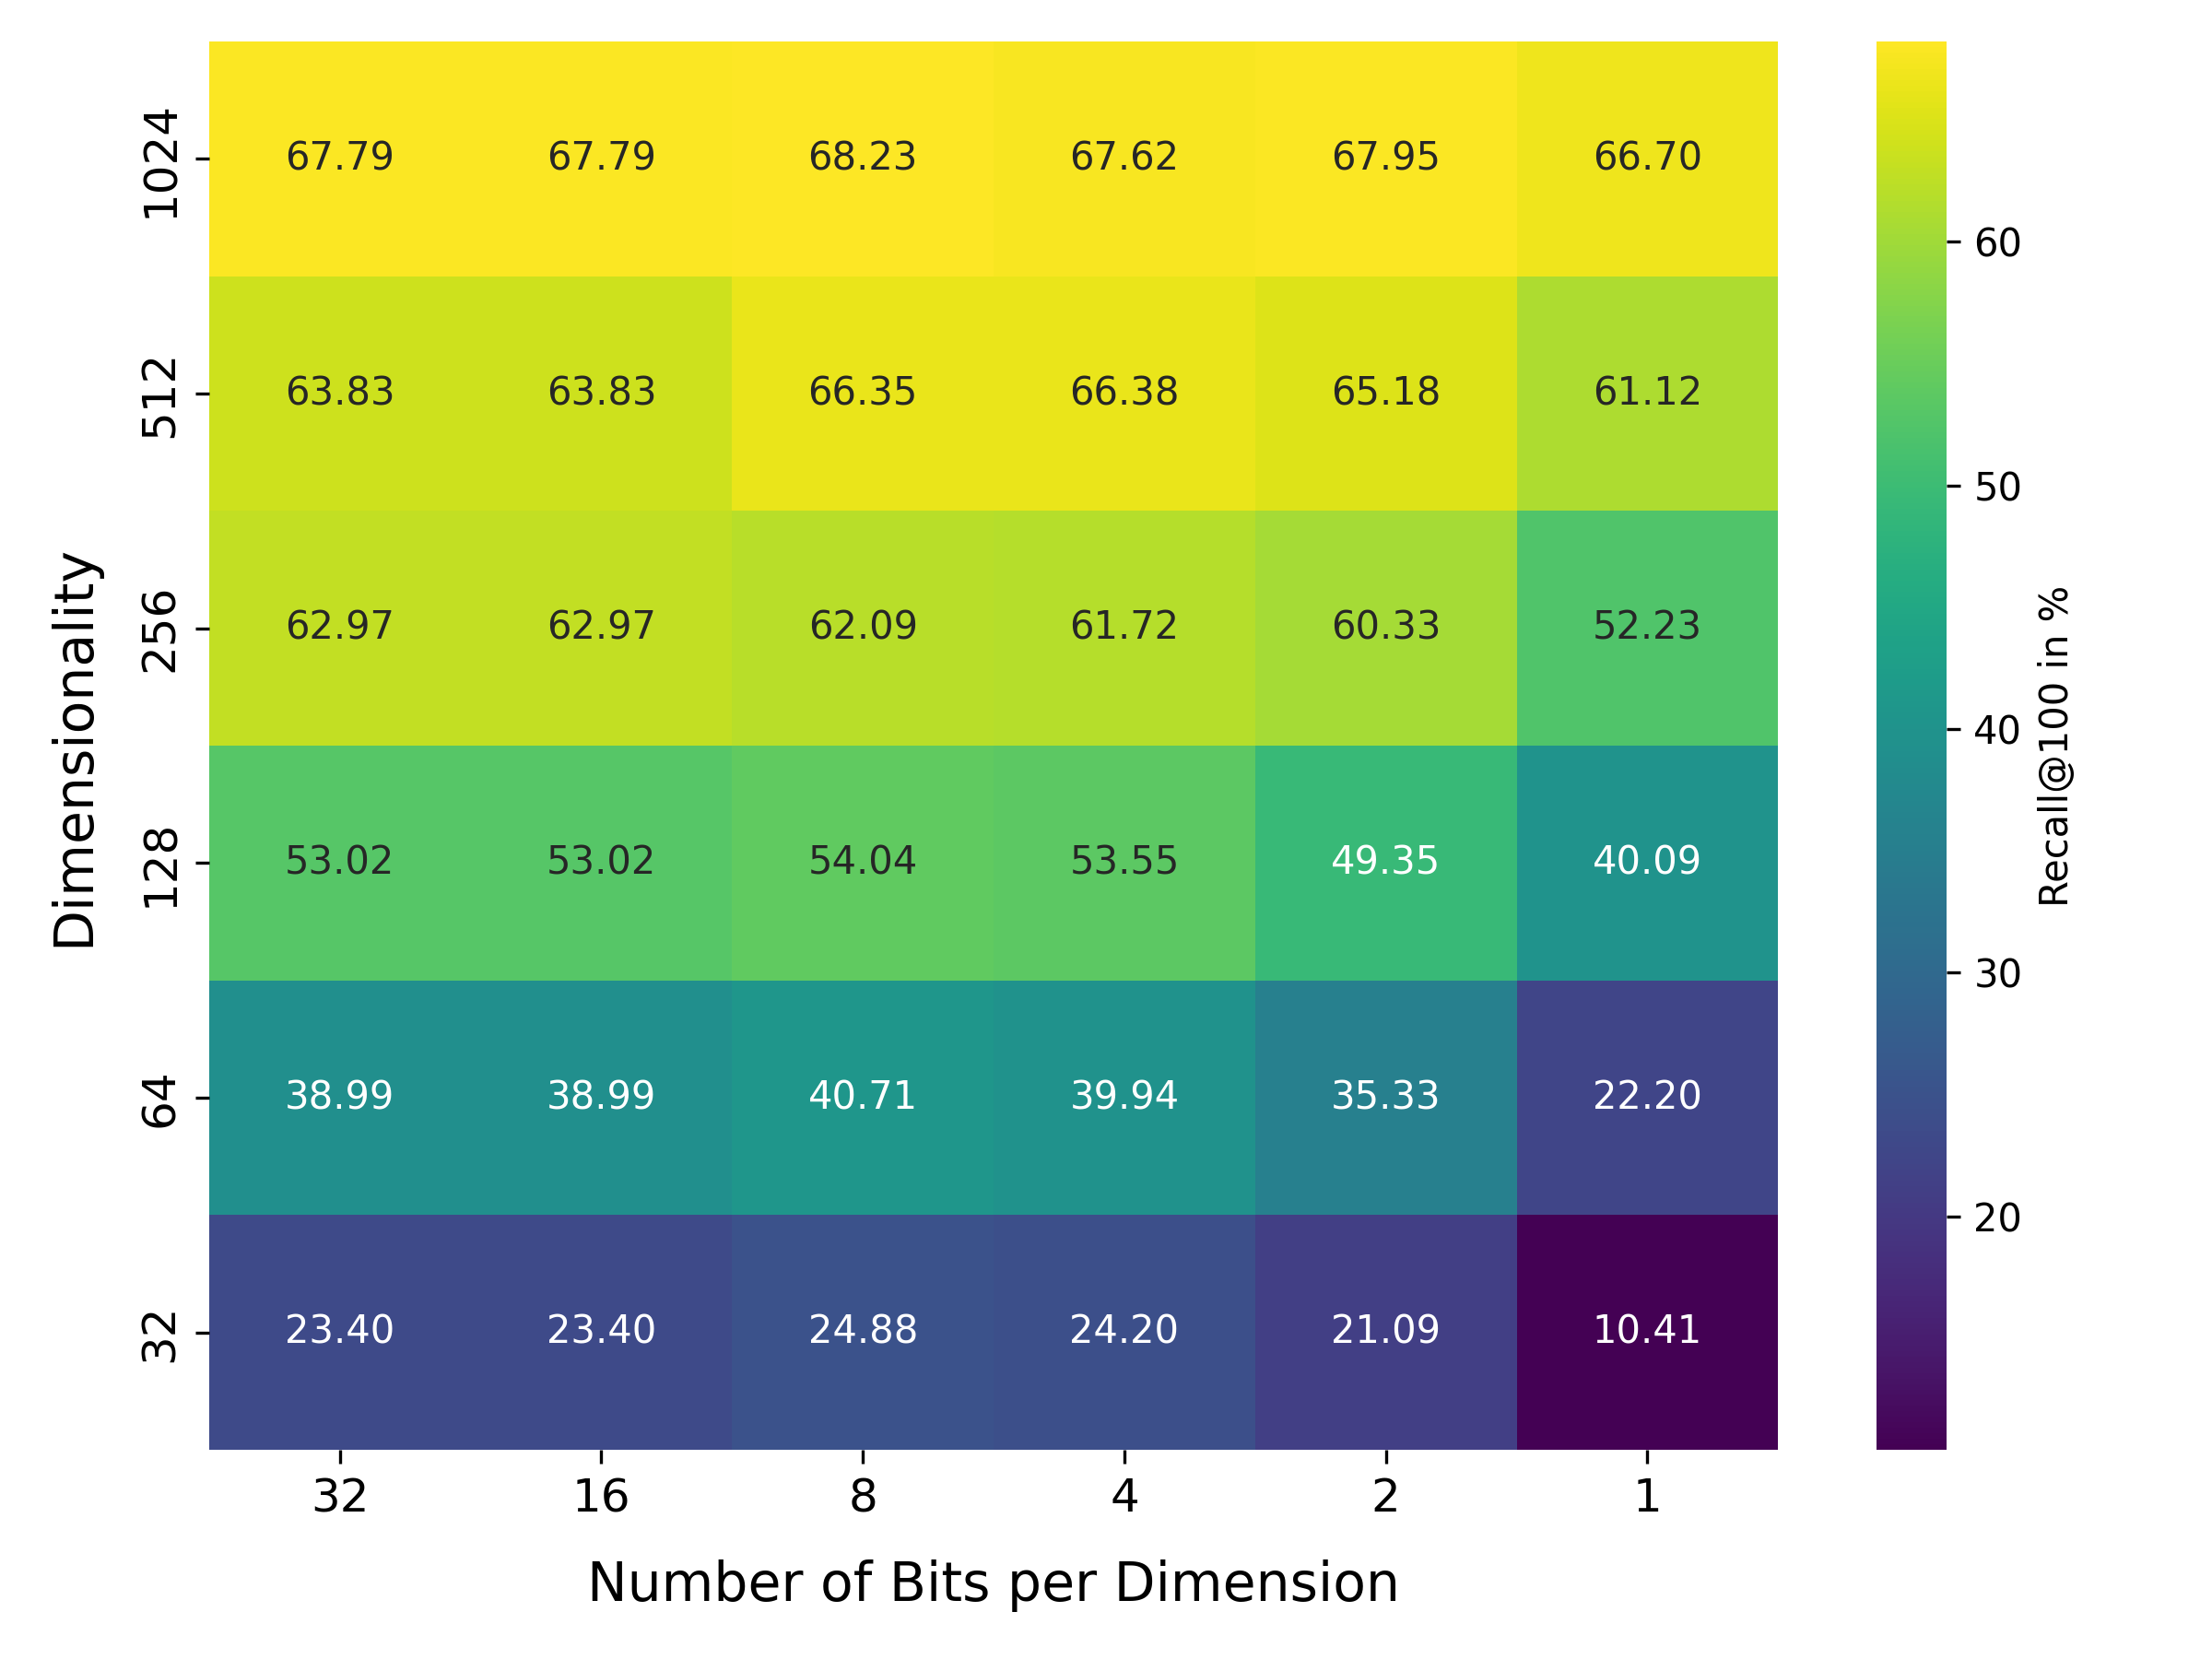 1024 67.79 67.79 68.23 67.62 67.95 66.70
512 63.83 63.83 66.35 66.38 65.18 61.12
256 62.97 62.97 62.09 61.72 60.33 52.23
128 53.02 53.02 54.04 53.55 49.35 40.09
64 38.99 38.99 40.71 39.94 35.33 22.20
32 23.40 23.40 24.88 24.20 21.09 10.41
32 16 8 4 2 1
Number of Bits per Dimension
Dimensionality
60
50
40
30
20
Recall@100 in %